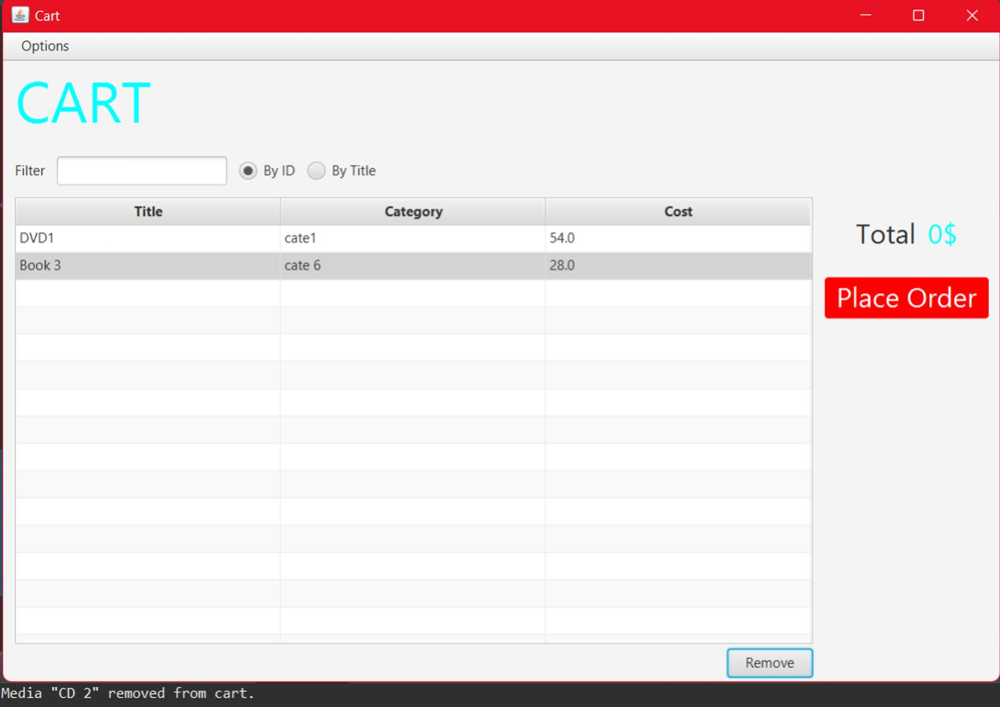 Cart
Options
CART
Filter By ID By Title
Title Category Cost
DVD1 cate1 54.0
Book 3 cate 6 28.0
Total 0$
Place Order
Remove
Media "CD 2" removed from cart.